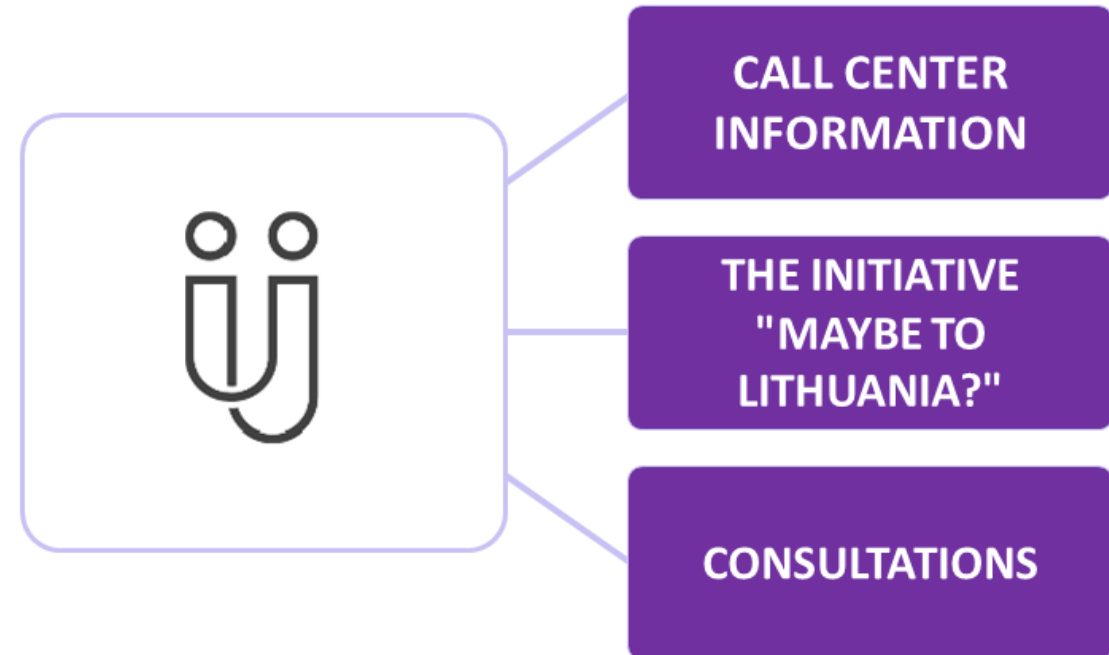 CALL CENTER
INFORMATION
THE INITIATIVE
"MAYBE TO
LITHUANIA?"
CONSULTATIONS